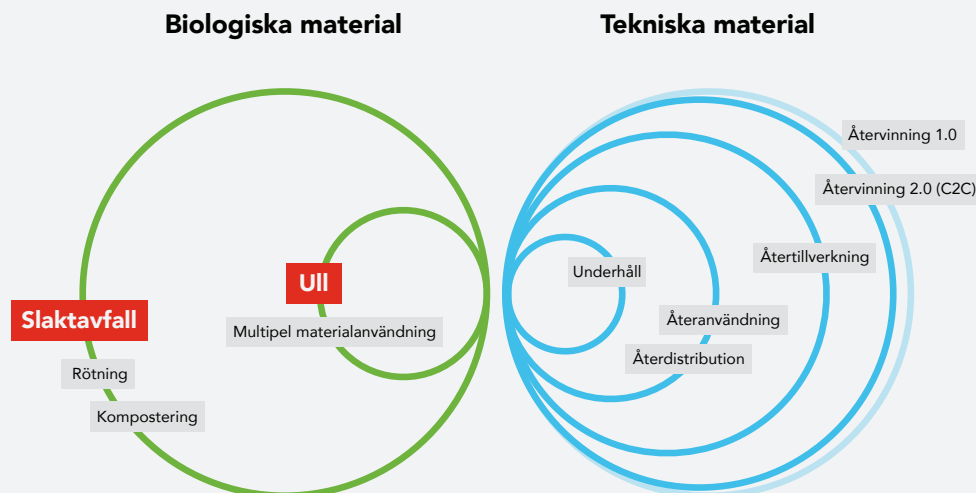 Biologiska material
Tekniska material
Återvinning 1.0
Återvinning 2.0 (C2C)
Återtillverkning
Underhåll
Ull
Slaktavfall
Återanvändning
Multipel materialanvändning
Återdistribution
Rötning
Kompostering